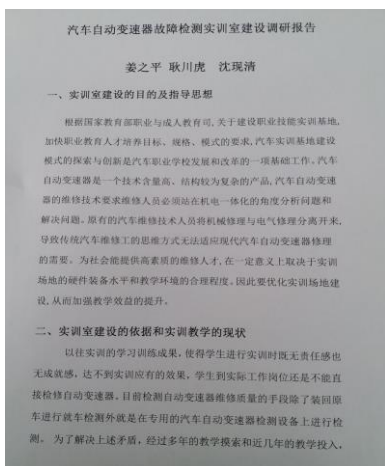 汽车自动变速器故障检测实训室建设调研报告
姜之平 耿川虎 沈琨清
一、实训室建设的目的及指导思想
根据国家教育部职业与成人教育司,关于建设职业技能实训基地,
加快职业教育人才培养目标、规格、模式的要求,汽车实训基地建设
模式的探索与创新是汽车职业学校发展和改革的一项基础工作。汽车
自动变速器是一个技术含量高、结构较为复杂的产品,汽车自动变速
器的维修技术要求维修人员必须站在机电一体化的角度分析问题和
解决问题。原有的汽车维修技术人员将机械修理与电气修理分离开来,
导致传统汽车维修工的思维方式无法适应现代汽车自动变速器修理
的需要。为社会能提供高素质的维修人才,在一定意义上取决于实训
场地的硬件装备水平和教学环境的合理程度。因此要优化实训场地建
设,从而加强教学效益的提升。
二、实训室建设的依据和实训教学的现状
以往实训的学习训练成果,使得学生进行实训时既无责任感也
无成就感,达不到实训应有的效果,学生到实际工作岗位还是不能直
接检修自动变速器。目前检测自动变速器维修质量的手段除了装回原
车进行就车检测外就是在专用的汽车自动变速器检测设备上进行检
测。为了解决上述矛盾,经过多年的教学摸索和近几年的教学投入,